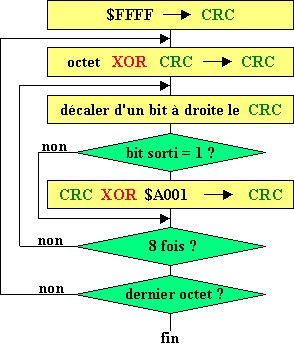 $FFFF → CRC
octet XOR CRC → CRC
décaler d'un bit à droite le CRC
non
bit sorti = 1 ?
CRC XOR $A001 → CRC
non
8 fois ?
non
dernier octet ?
fin